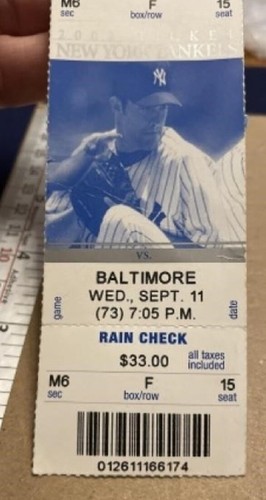 M6 F 15
sec box/row seat
NEW YORK YANKEES
NY
vs.
BALTIMORE
WED., SEPT. 11
game (73) 7:05 P.M. date
RAIN CHECK
$33.00 all taxes included
M6 F 15
sec box/row seat
012611166174